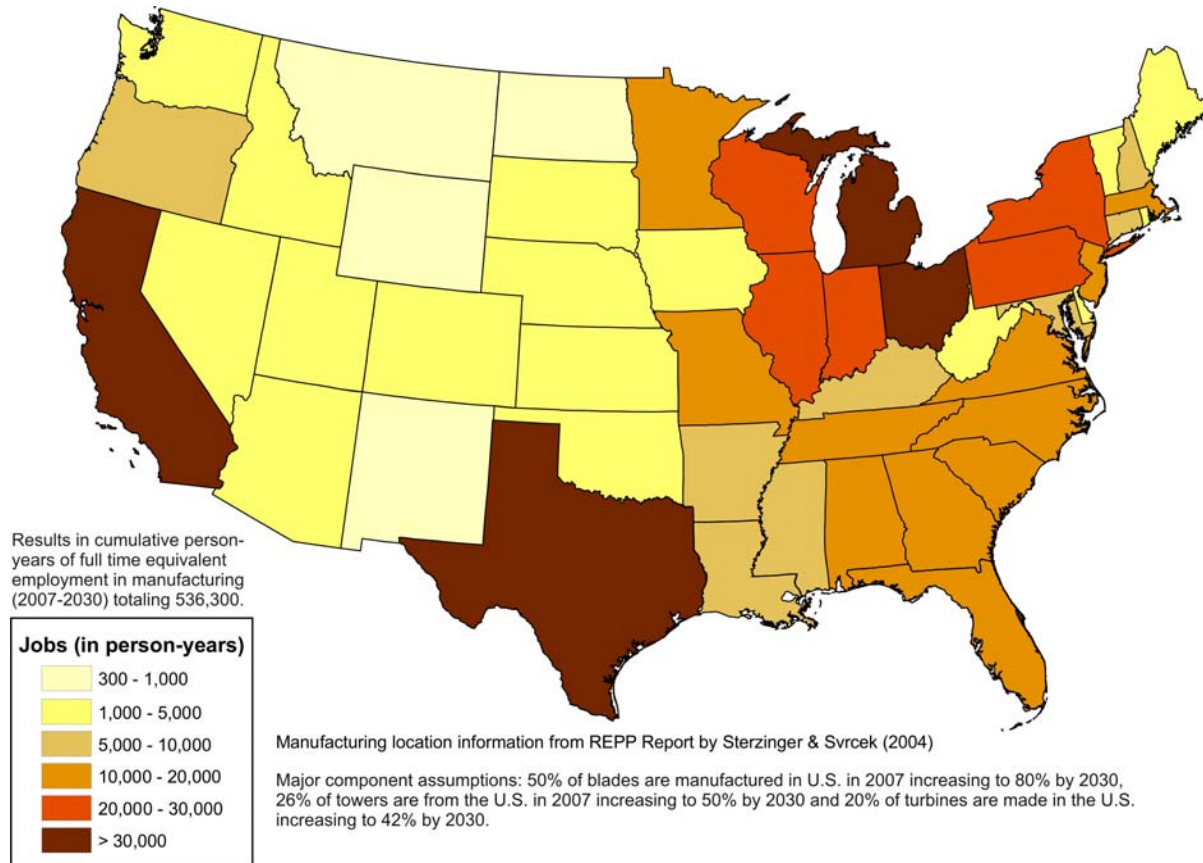 Results in cumulative person-
years of full time equivalent
employment in manufacturing
(2007-2030) totaling 536,300.
Jobs (in person-years)
300 - 1,000
1,000 - 5,000
5,000 - 10,000
10,000 - 20,000
20,000 - 30,000
> 30,000
Manufacturing location information from REPP Report by Sterzinger & Svrcek (2004)
Major component assumptions: 50% of blades are manufactured in U.S. in 2007 increasing to 80% by 2030,
26% of towers are from the U.S. in 2007 increasing to 50% by 2030 and 20% of turbines are made in the U.S.
increasing to 42% by 2030.